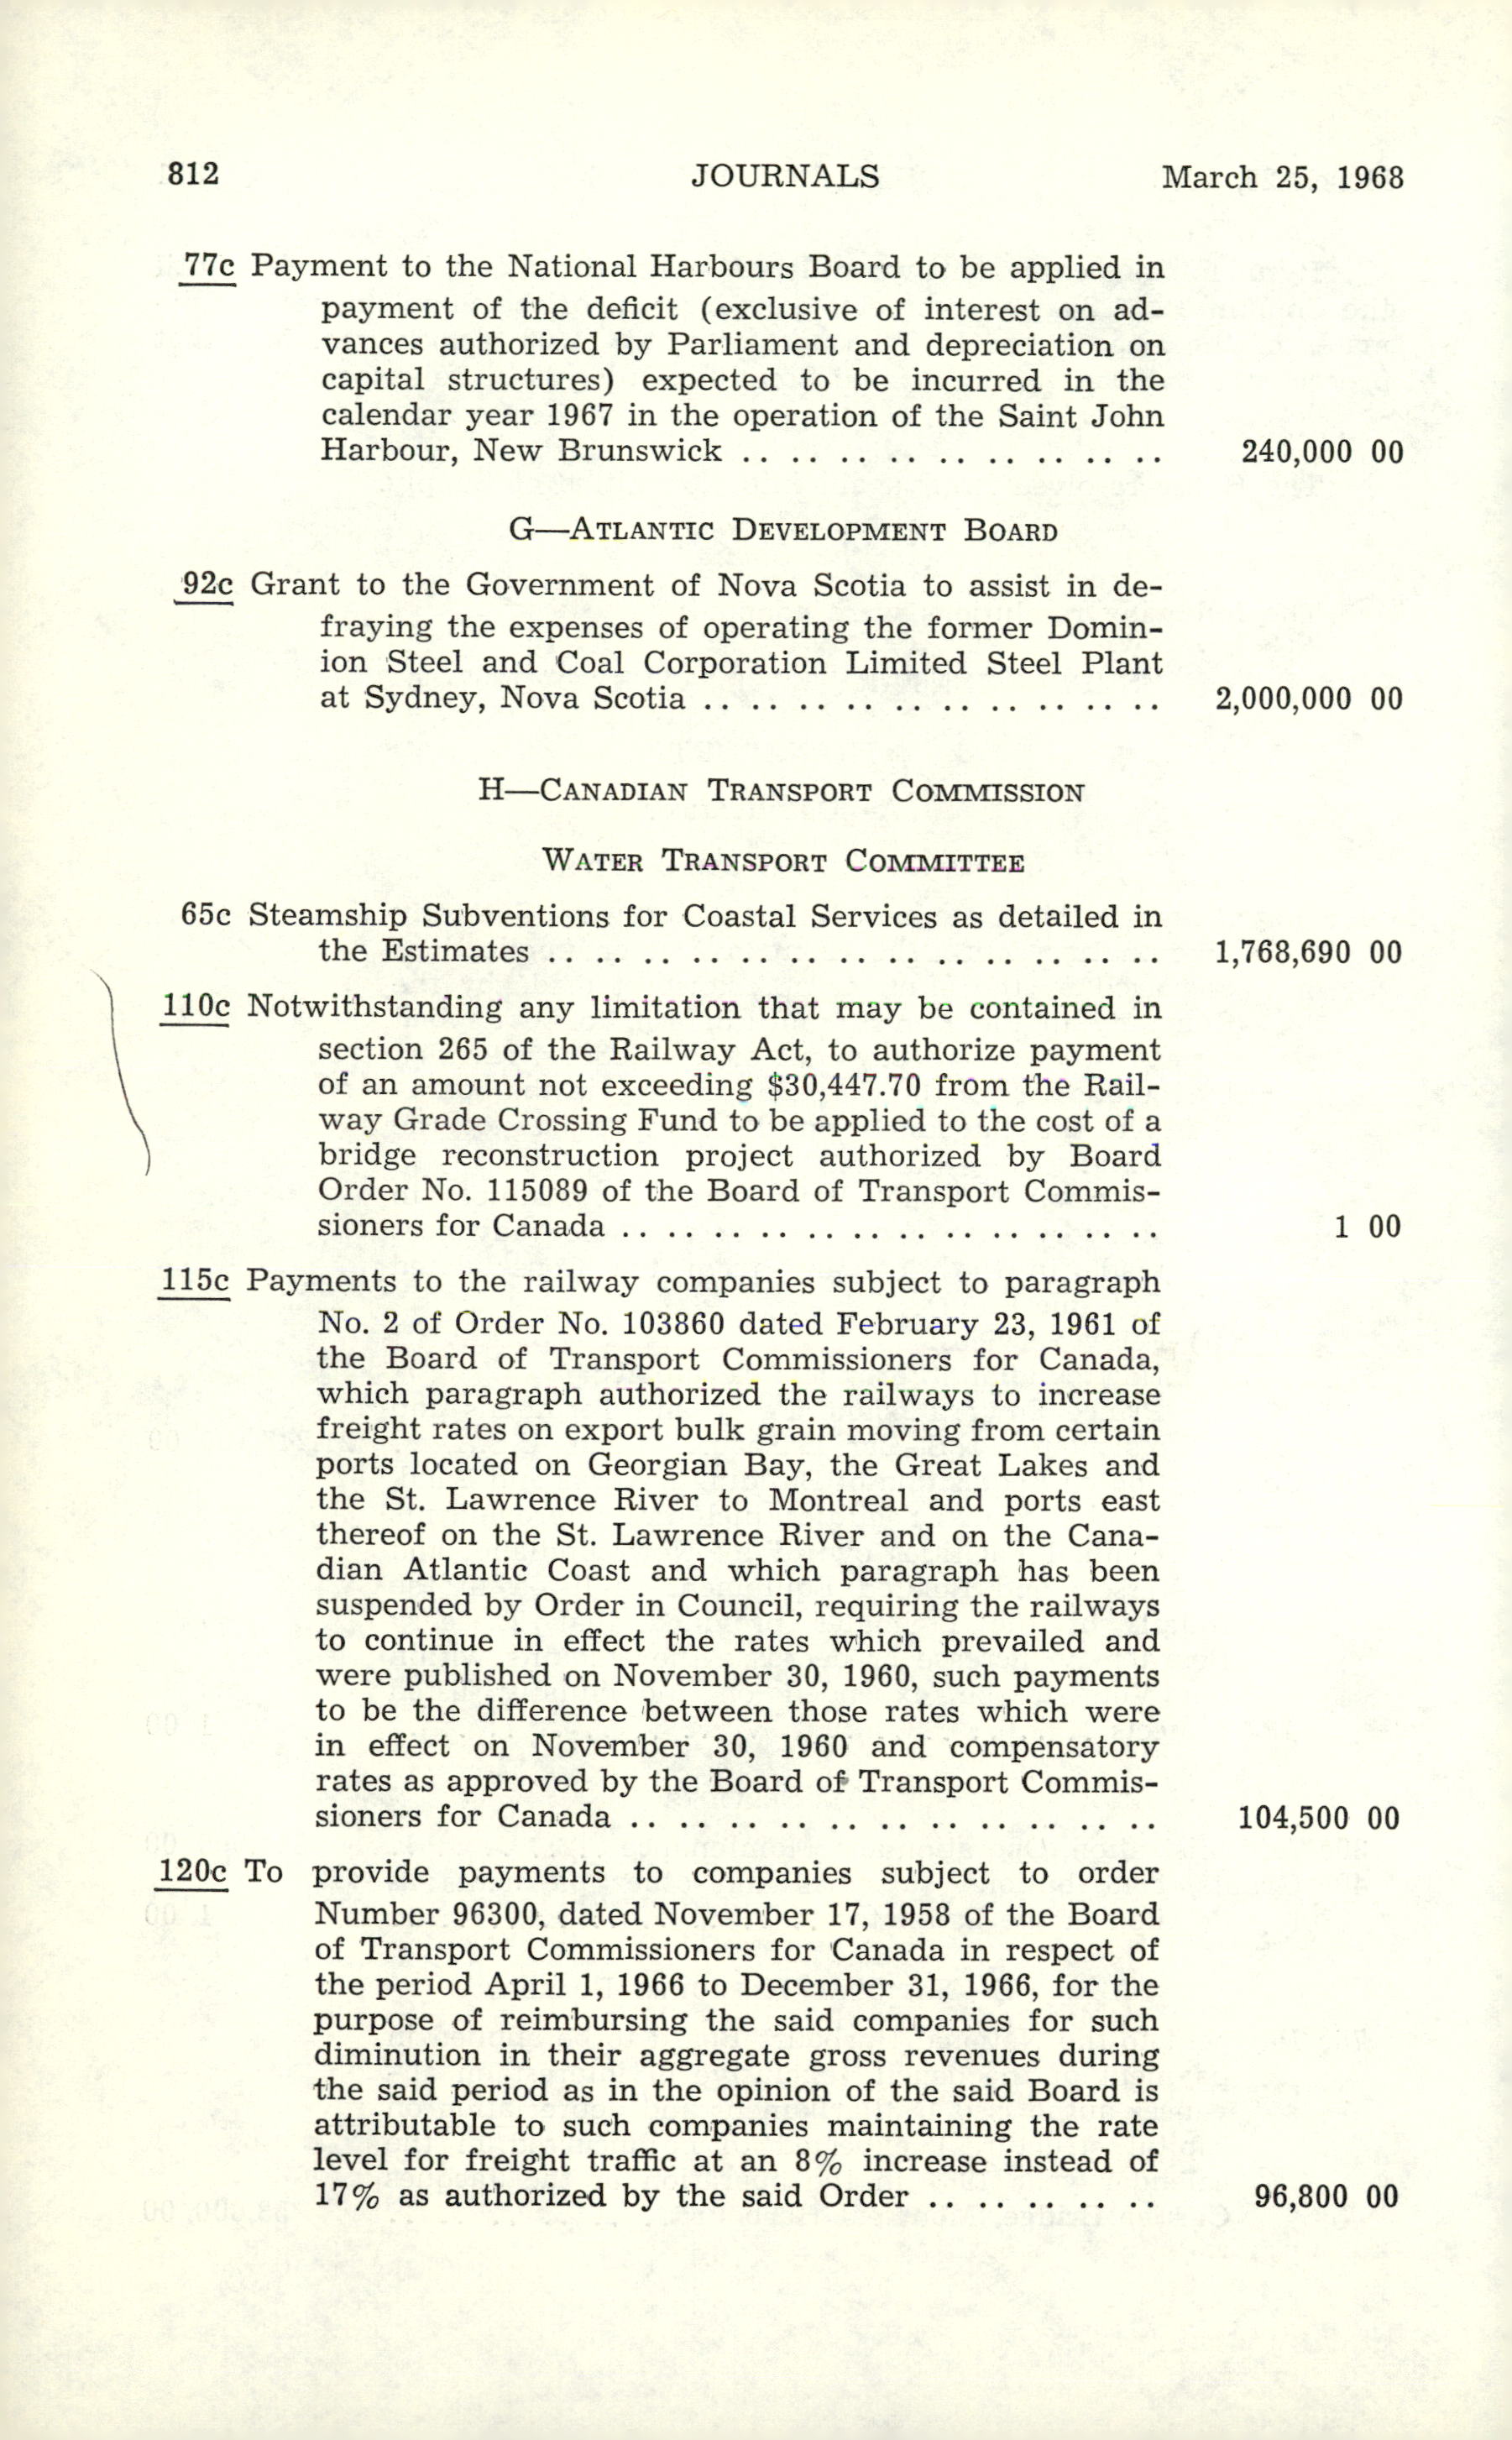 812 JOURNALS March 25, 1968
77c Payment to the National Harbours Board to be applied in
payment of the deficit (exclusive of interest on ad-
vances authorized by Parliament and depreciation on
capital structures) expected to be incurred in the
calendar year 1967 in the operation of the Saint John
Harbour, New Brunswick . . . . . . . . . . . . . . . . . . 240,000 00
G—ATLANTIC DEVELOPMENT BOARD
92c Grant to the Government of Nova Scotia to assist in de-
fraying the expenses of operating the former Domin-
ion Steel and Coal Corporation Limited Steel Plant
at Sydney, Nova Scotia . . . . . . . . . . . . . . . . . . . . 2,000,000 00
H—CANADIAN TRANSPORT COMMISSION
WATER TRANSPORT COMMITTEE
65c Steamship Subventions for Coastal Services as detailed in
the Estimates . . . . . . . . . . . . . . . . . . . . . . . . . . 1,768,690 00
110c Notwithstanding any limitation that may be contained in
section 265 of the Railway Act, to authorize payment
of an amount not exceeding $30,447.70 from the Rail-
way Grade Crossing Fund to be applied to the cost of a
bridge reconstruction project authorized by Board
Order No. 115089 of the Board of Transport Commis-
sioners for Canada . . . . . . . . . . . . . . . . . . . . . . . 1 00
115c Payments to the railway companies subject to paragraph
No. 2 of Order No. 103860 dated February 23, 1961 of
the Board of Transport Commissioners for Canada,
which paragraph authorized the railways to increase
freight rates on export bulk grain moving from certain
ports located on Georgian Bay, the Great Lakes and
the St. Lawrence River to Montreal and ports east
thereof on the St. Lawrence River and on the Cana-
dian Atlantic Coast and which paragraph has been
suspended by Order in Council, requiring the railways
to continue in effect the rates which prevailed and
were published on November 30, 1960, such payments
to be the difference between those rates which were
in effect on November 30, 1960 and compensatory
rates as approved by the Board of Transport Commis-
sioners for Canada . . . . . . . . . . . . . . . . . . . . . . 104,500 00
120c To provide payments to companies subject to order
Number 96300, dated November 17, 1958 of the Board
of Transport Commissioners for Canada in respect of
the period April 1, 1966 to December 31, 1966, for the
purpose of reimbursing the said companies for such
diminution in their aggregate gross revenues during
the said period as in the opinion of the said Board is
attributable to such companies maintaining the rate
level for freight traffic at an 8% increase instead of
17% as authorized by the said Order . . . . . . . . . . 96,800 00